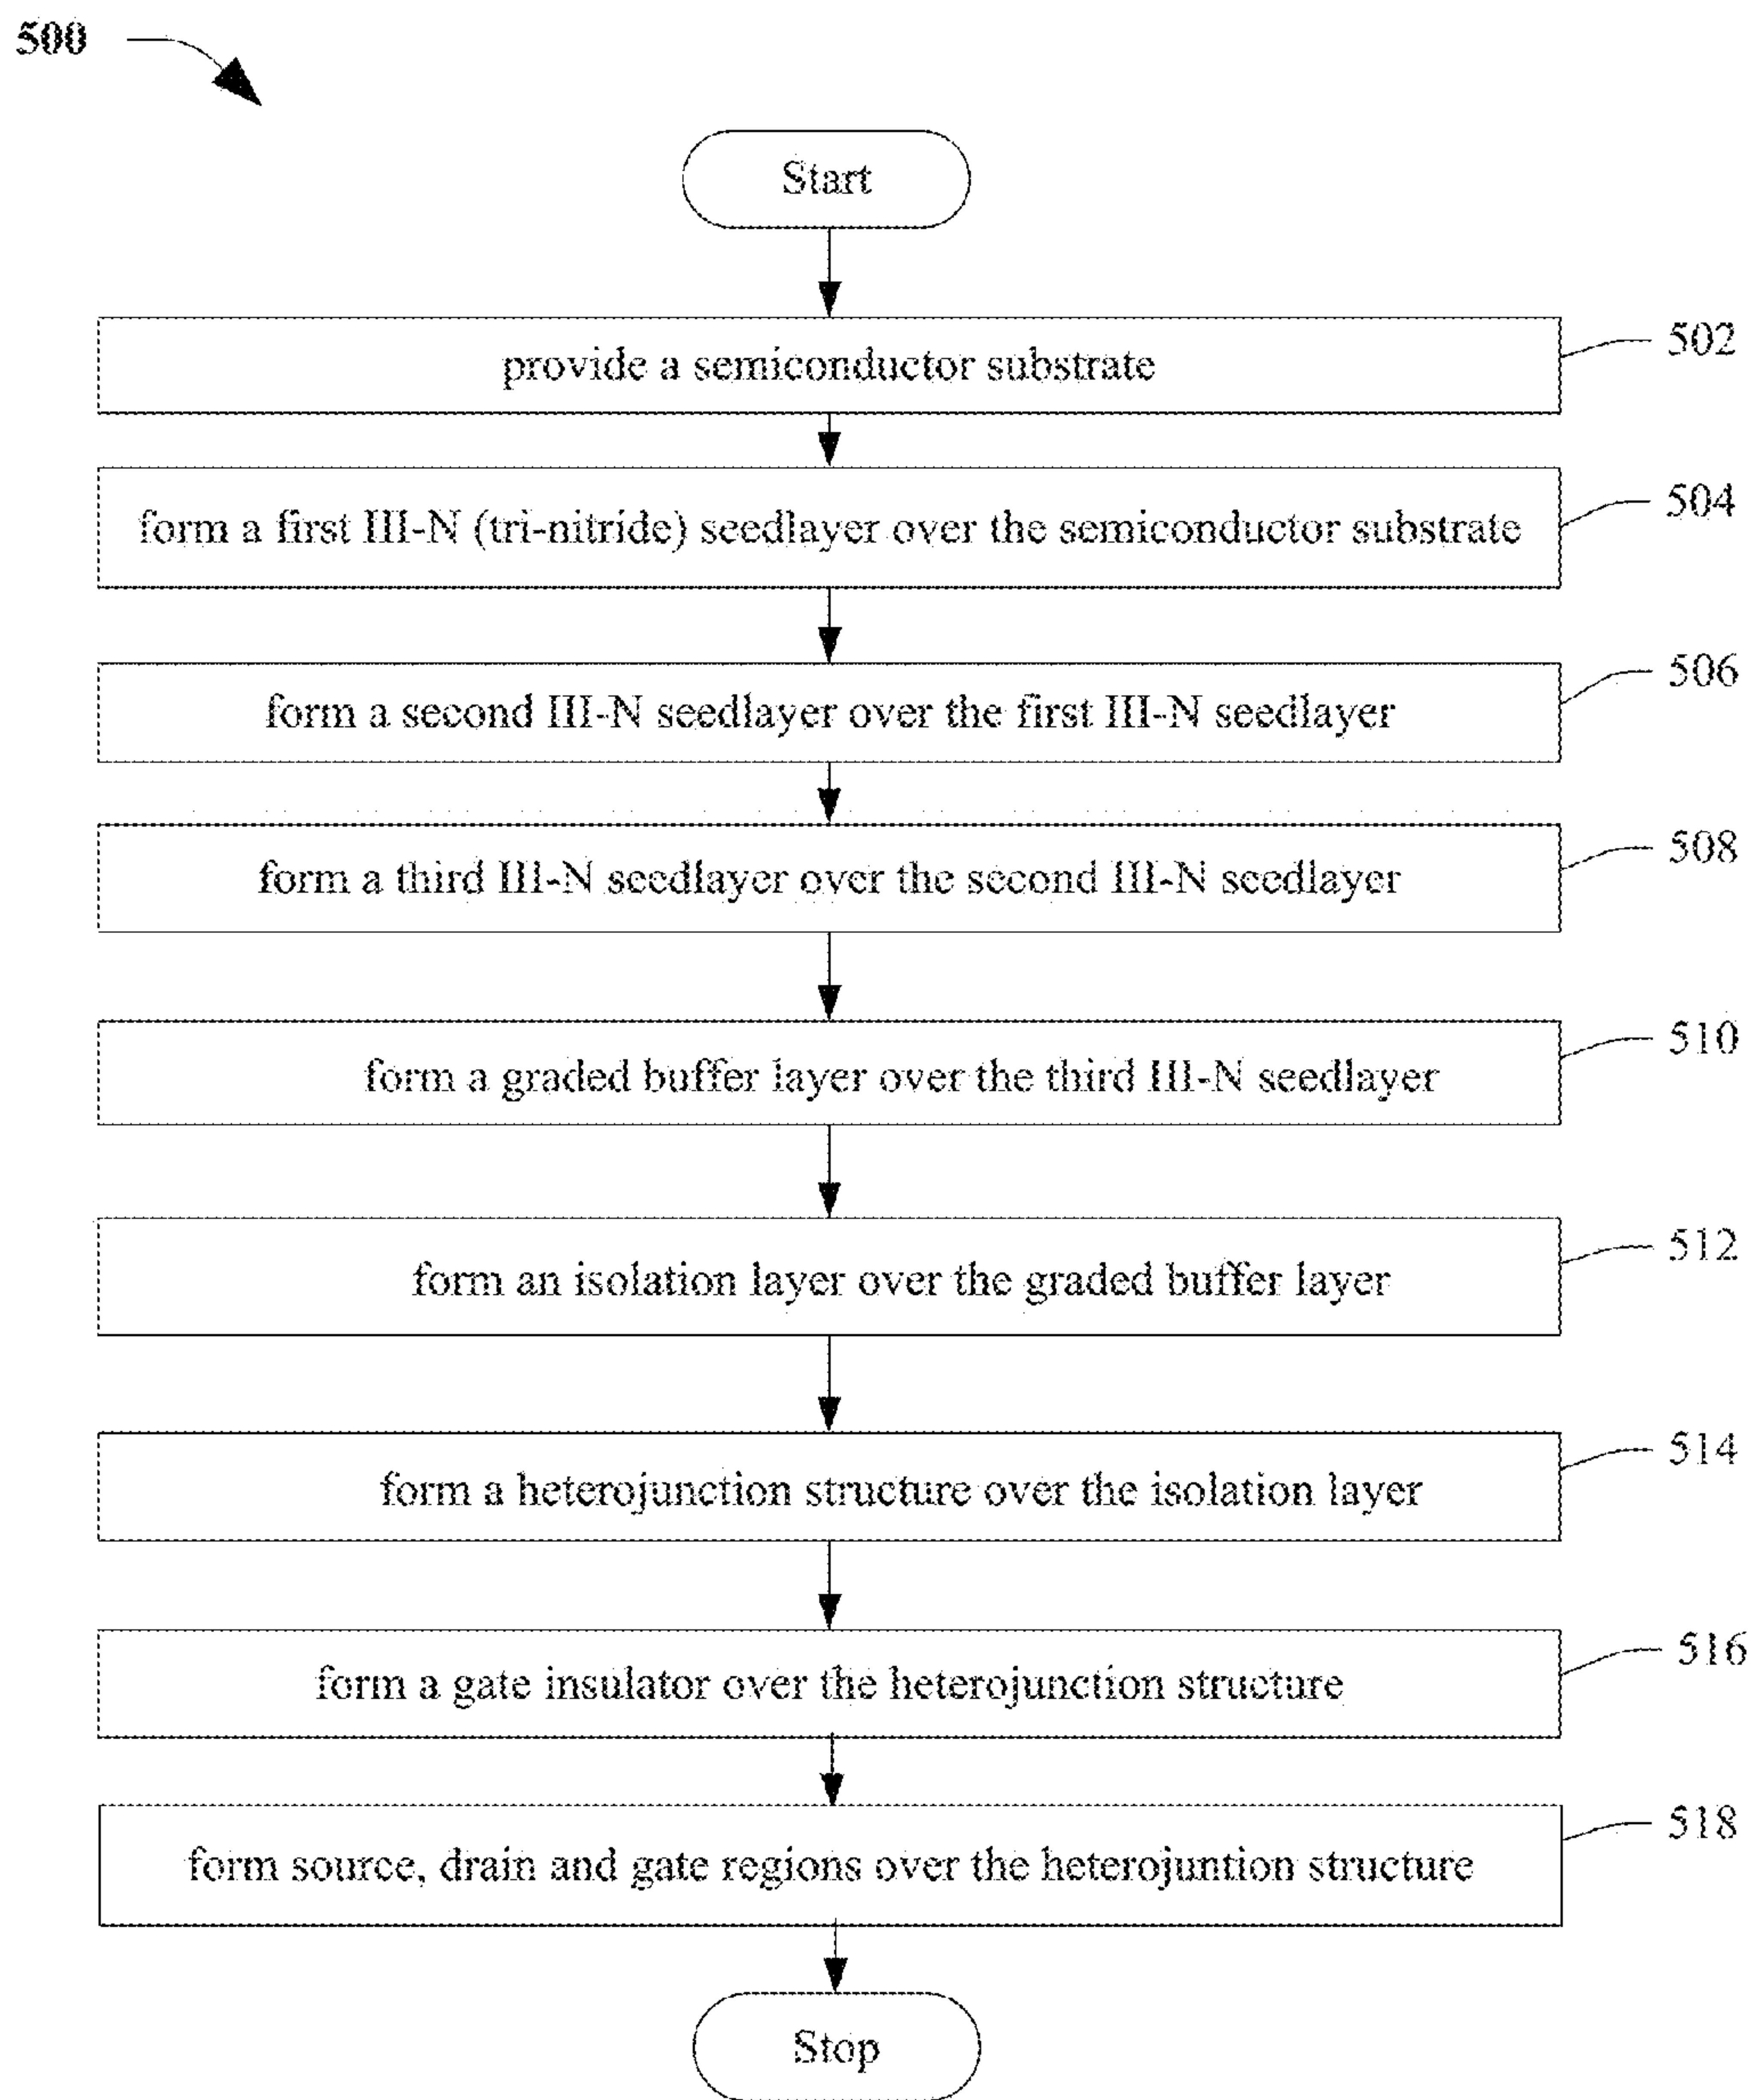 500
Start
provide a semiconductor substrate
502
form a first III-N (tri-nitride) seedlayer over the semiconductor substrate
504
form a second III-N seedlayer over the first III-N seedlayer
506
form a third III-N seedlayer over the second III-N seedlayer
508
form a graded buffer layer over the third III-N seedlayer
510
form an isolation layer over the graded buffer layer
512
form a heterojunction structure over the isolation layer
514
form a gate insulator over the heterojunction structure
516
form source, drain and gate regions over the heterojuntion structure
518
Stop